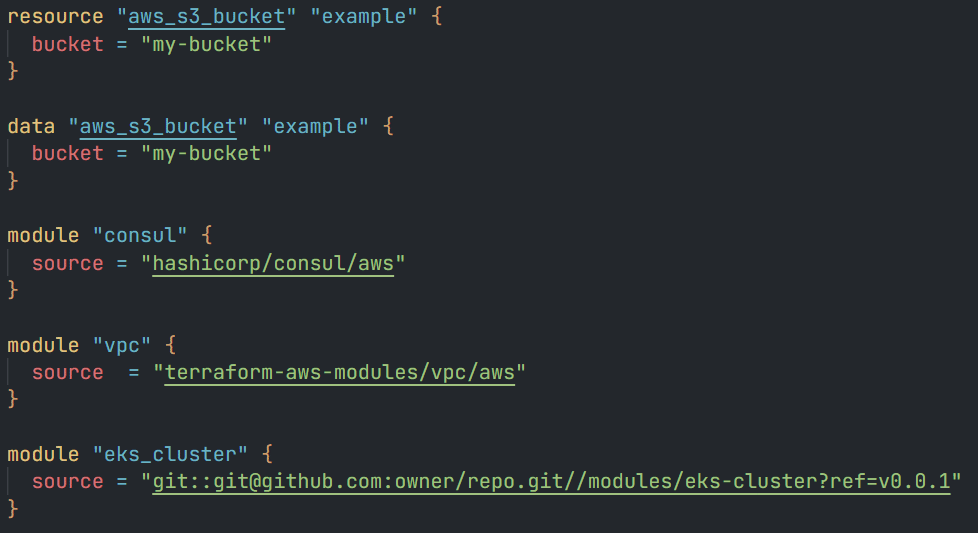 resource "aws_s3_bucket" "example" {
  bucket = "my-bucket"
}

data "aws_s3_bucket" "example" {
  bucket = "my-bucket"
}

module "consul" {
  source = "hashicorp/consul/aws"
}

module "vpc" {
  source  = "terraform-aws-modules/vpc/aws"
}

module "eks_cluster" {
  source = "git::git@github.com:owner/repo.git//modules/eks-cluster?ref=v0.0.1"
}